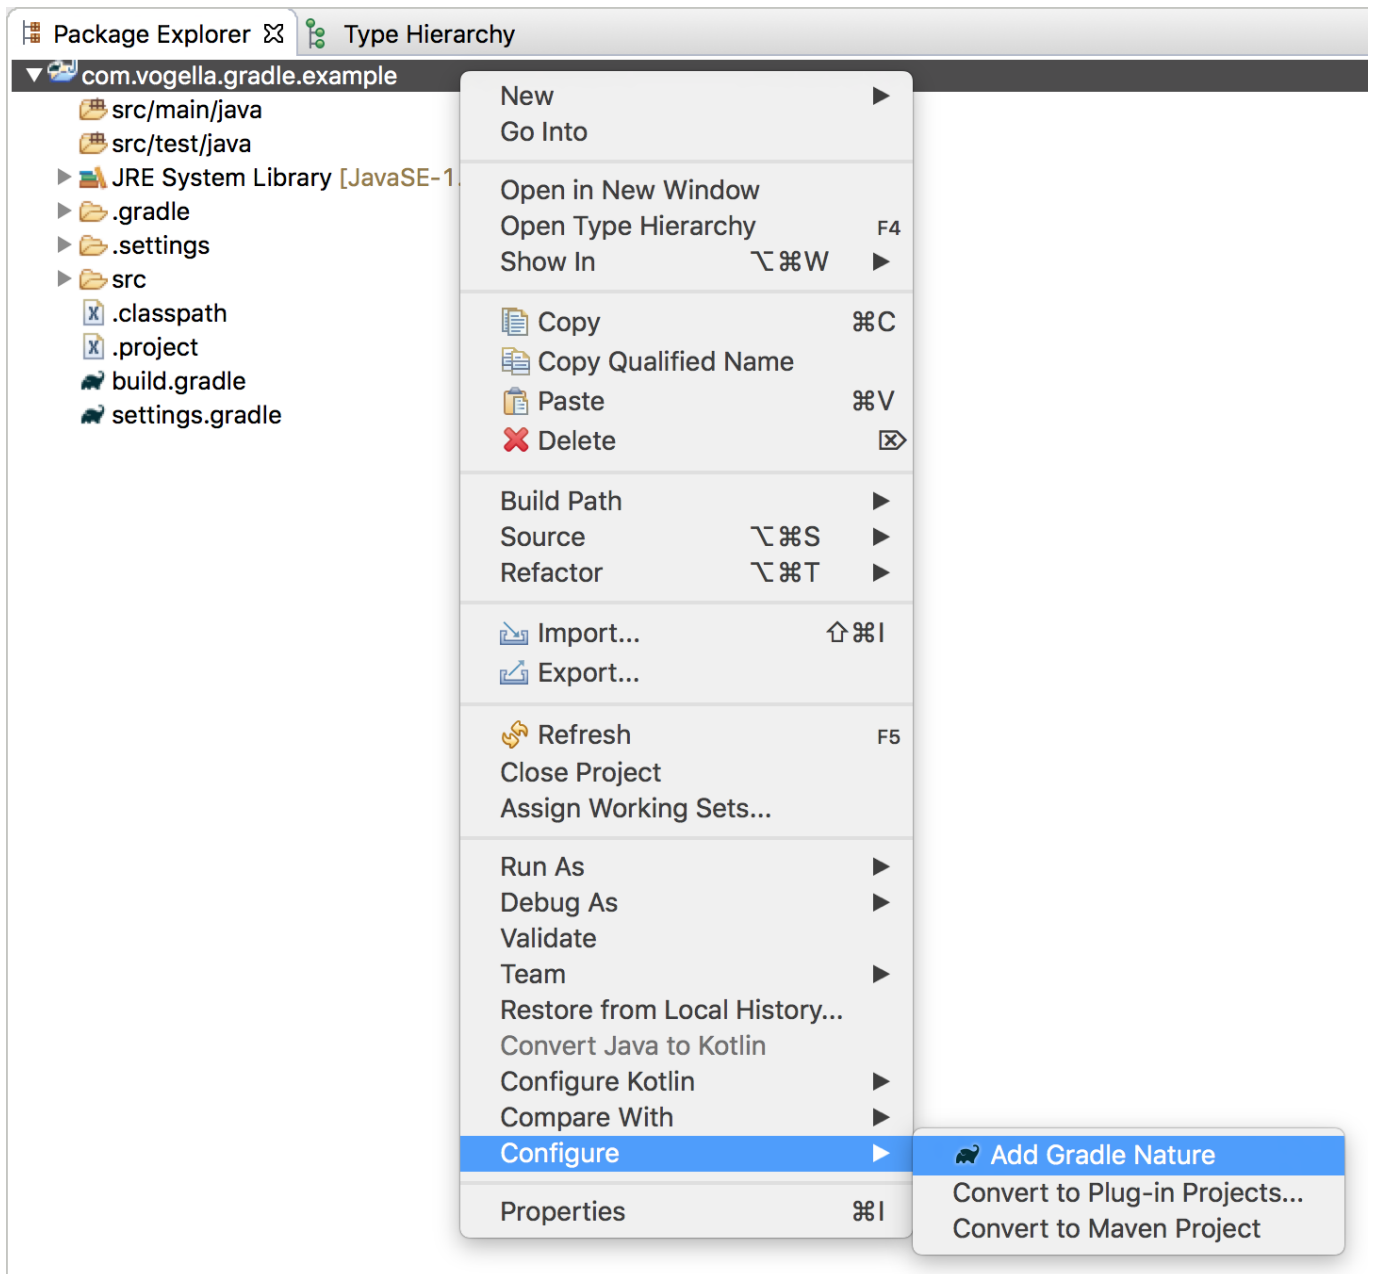 Package Explorer Type Hierarchy
com.vogella.gradle.example
src/main/java
src/test/java
JRE System Library [JavaSE-1.
.gradle
.settings
src
.classpath
.project
build.gradle
settings.gradle
New
Go Into
Open in New Window
Open Type Hierarchy F4
Show In ⌥⌘W
Copy ⌘C
Copy Qualified Name
Paste ⌘V
Delete ⌦
Build Path
Source ⌥⌘S
Refactor ⌥⌘T
Import... ⇧⌘I
Export...
Refresh F5
Close Project
Assign Working Sets...
Run As
Debug As
Validate
Team
Restore from Local History...
Convert Java to Kotlin
Configure Kotlin
Compare With
Configure
Properties ⌘I
Add Gradle Nature
Convert to Plug-in Projects...
Convert to Maven Project